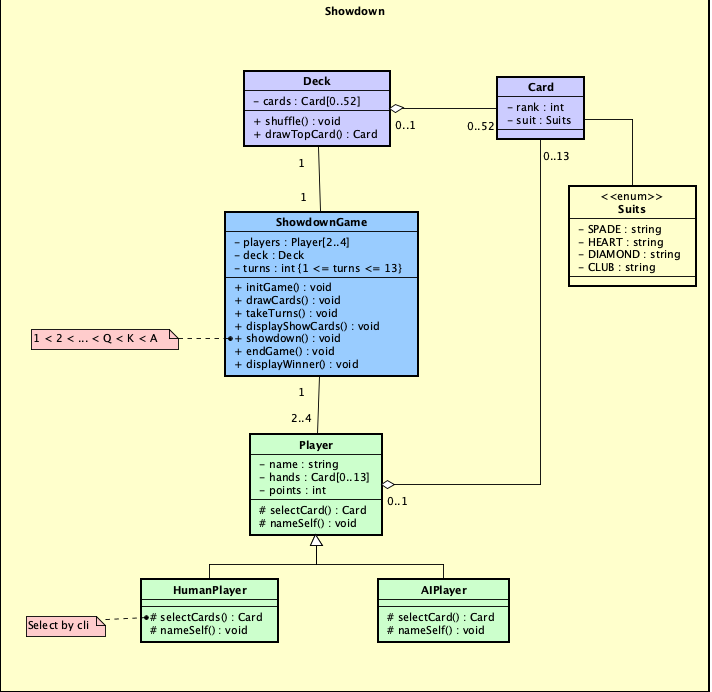 Showdown
Deck
– cards : Card[0..52]
+ shuffle() : void
+ drawTopCard() : Card
Card
– rank : int
– suit : Suits
0..1
0..52
0..13
1
1
<<enum>>
Suits
– SPADE : string
– HEART : string
– DIAMOND : string
– CLUB : string
ShowdownGame
– players : Player[2..4]
– deck : Deck
– turns : int {1 <= turns <= 13}
+ initGame() : void
+ drawCards() : void
+ takeTurns() : void
+ displayShowCards() : void
+ showdown() : void
+ endGame() : void
+ displayWinner() : void
1 < 2 < ... < Q < K < A
1
2..4
Player
– name : string
– hands : Card[0..13]
– points : int
# selectCard() : Card
# nameSelf() : void
0..1
HumanPlayer
# selectCards() : Card
# nameSelf() : void
Select by cli
AIPlayer
# selectCard() : Card
# nameSelf() : void